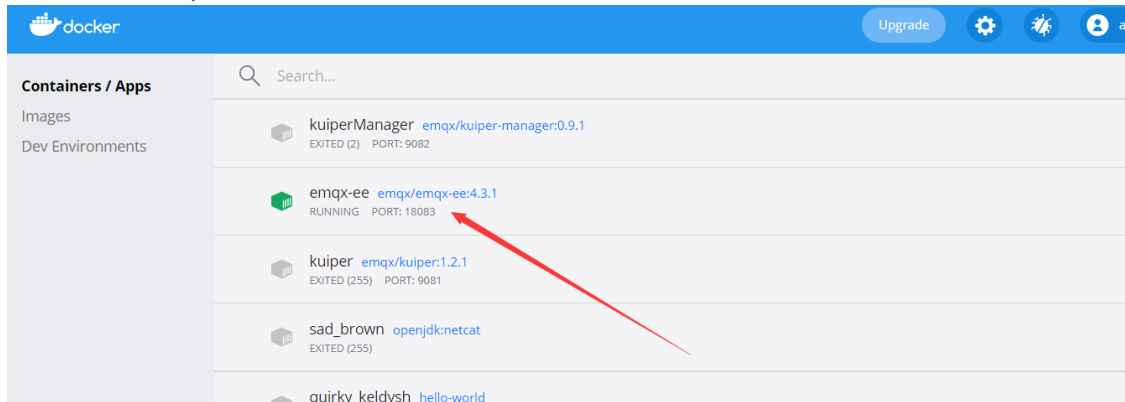 docker
Upgrade
Containers / Apps
Images
Dev Environments
Search...
kuiperManager emqx/kuiper-manager:0.9.1
EXITED (2) PORT: 9082
emqx-ee emqx/emqx-ee:4.3.1
RUNNING PORT: 18083
kuiper emqx/kuiper:1.2.1
EXITED (255) PORT: 9081
sad_brown openjdk:netcat
EXITED (255)
quirky_keldysh hello-world